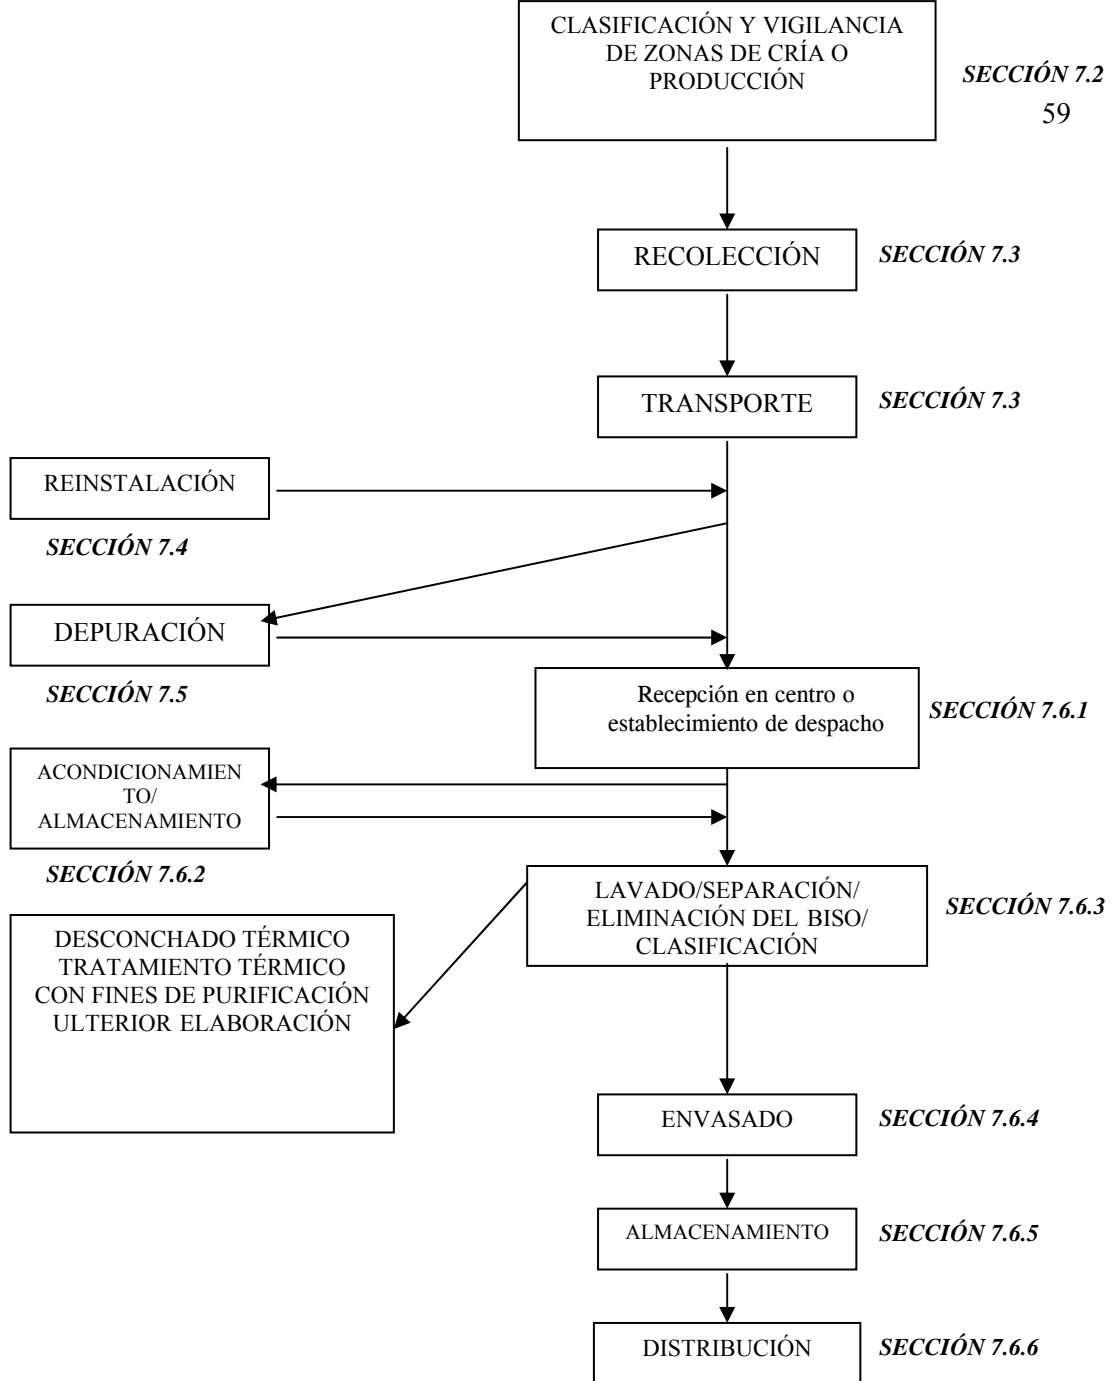 CLASIFICACIÓN Y VIGILANCIA
DE ZONAS DE CRÍA O
PRODUCCIÓN
SECCIÓN 7.2
59
RECOLECCIÓN
SECCIÓN 7.3
TRANSPORTE
SECCIÓN 7.3
REINSTALACIÓN
SECCIÓN 7.4
DEPURACIÓN
SECCIÓN 7.5
Recepción en centro o
establecimiento de despacho
SECCIÓN 7.6.1
ACONDICIONAMIEN
TO/
ALMACENAMIENTO
SECCIÓN 7.6.2
LAVADO/SEPARACIÓN/
ELIMINACIÓN DEL BISO/
CLASIFICACIÓN
SECCIÓN 7.6.3
DESCONCHADO TÉRMICO
TRATAMIENTO TÉRMICO
CON FINES DE PURIFICACIÓN
ULTERIOR ELABORACIÓN
ENVASADO
SECCIÓN 7.6.4
ALMACENAMIENTO
SECCIÓN 7.6.5
DISTRIBUCIÓN
SECCIÓN 7.6.6